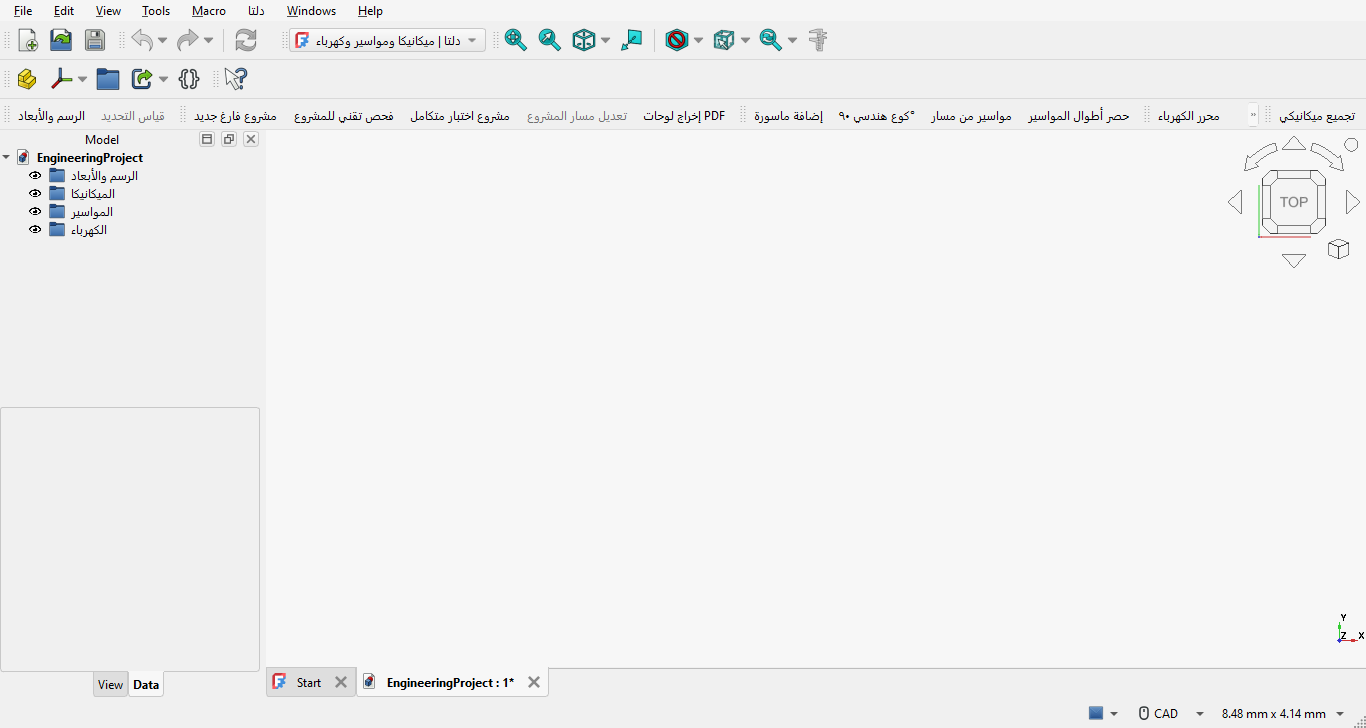 File Edit View Tools Macro دلتا Windows Help
دلتا | ميكانيكا ومواسير وكهرباء
الرسم والأبعاد قياس التحديد مشروع فارغ جديد فحص تقني للمشروع مشروع اختبار متكامل تعديل مسار المشروع إخراج لوحات PDF إضافة ماسورة كوع هندسي ٩٠° مواسير من مسار حصر أطوال المواسير محرر الكهرباء » تجميع ميكانيكي
Model
EngineeringProject
الرسم والأبعاد
الميكانيكا
المواسير
الكهرباء
TOP
Y
Z X
View Data
Start EngineeringProject : 1*
CAD 8.48 mm x 4.14 mm